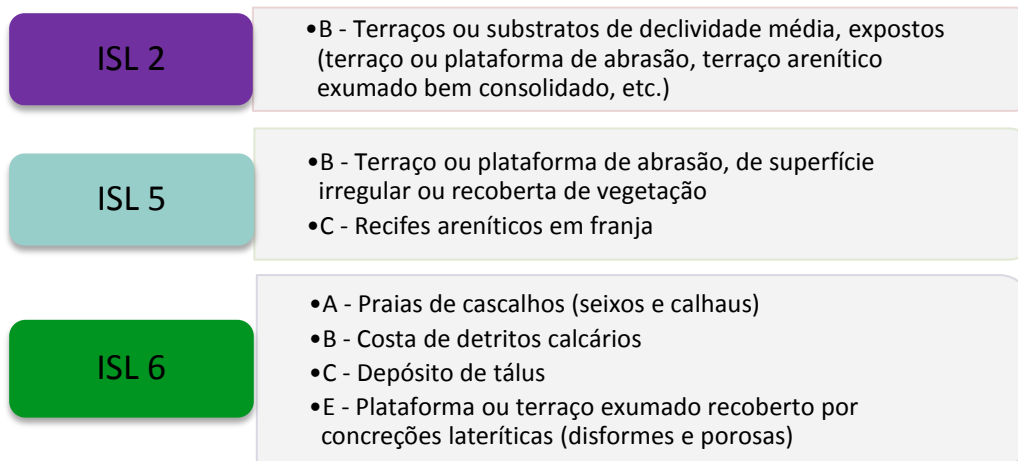 ISL 2
•B - Terraços ou substratos de declividade média, expostos
(terraço ou plataforma de abrasão, terraço arenítico
exumado bem consolidado, etc.)
ISL 5
•B - Terraço ou plataforma de abrasão, de superfície
irregular ou recoberta de vegetação
•C - Recifes areníticos em franja
ISL 6
•A - Praias de cascalhos (seixos e calhaus)
•B - Costa de detritos calcários
•C - Depósito de tálus
•E - Plataforma ou terraço exumado recoberto por
concreções lateríticas (disformes e porosas)